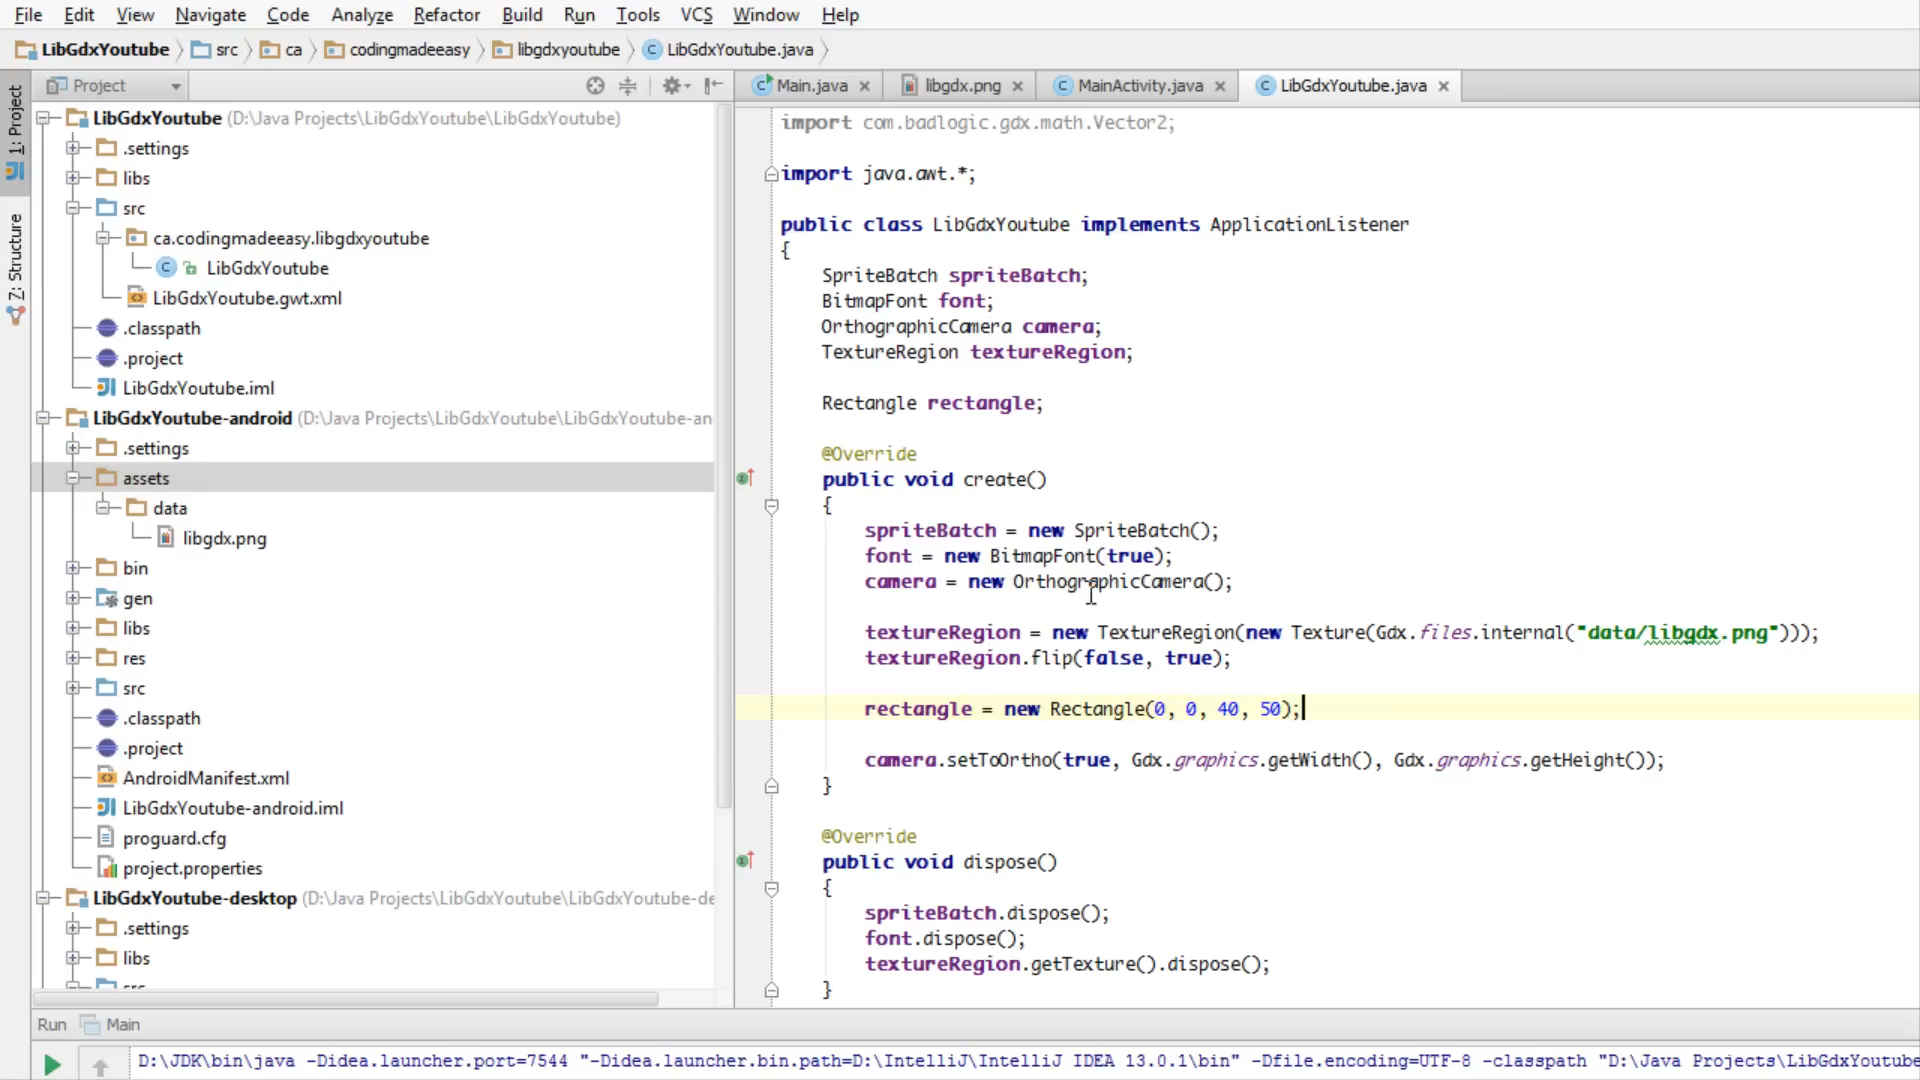 File Edit View Navigate Code Analyze Refactor Build Run Tools VCS Window Help
LibGdxYoutube src ca codingmadeeasy libgdxyoutube LibGdxYoutube.java
Project
Main.java libgdx.png MainActivity.java LibGdxYoutube.java
1: Project
Z: Structure
LibGdxYoutube (D:\Java Projects\LibGdxYoutube\LibGdxYoutube)
.settings
libs
src
ca.codingmadeeasy.libgdxyoutube
LibGdxYoutube
LibGdxYoutube.gwt.xml
.classpath
.project
LibGdxYoutube.iml
LibGdxYoutube-android (D:\Java Projects\LibGdxYoutube\LibGdxYoutube-an
.settings
assets
data
libgdx.png
bin
gen
libs
res
src
.classpath
.project
AndroidManifest.xml
LibGdxYoutube-android.iml
proguard.cfg
project.properties
LibGdxYoutube-desktop (D:\Java Projects\LibGdxYoutube\LibGdxYoutube-de
.settings
libs
src
import com.badlogic.gdx.math.Vector2;
import java.awt.*;
public class LibGdxYoutube implements ApplicationListener
{
SpriteBatch spriteBatch;
BitmapFont font;
OrthographicCamera camera;
TextureRegion textureRegion;
Rectangle rectangle;
@Override
public void create()
{
spriteBatch = new SpriteBatch();
font = new BitmapFont(true);
camera = new OrthographicCamera();
textureRegion = new TextureRegion(new Texture(Gdx.files.internal("data/libgdx.png")));
textureRegion.flip(false, true);
rectangle = new Rectangle(0, 0, 40, 50);
camera.setToOrtho(true, Gdx.graphics.getWidth(), Gdx.graphics.getHeight());
}
@Override
public void dispose()
{
spriteBatch.dispose();
font.dispose();
textureRegion.getTexture().dispose();
}
Run Main
D:\JDK\bin\java -Didea.launcher.port=7544 "-Didea.launcher.bin.path=D:\IntelliJ\IntelliJ IDEA 13.0.1\bin" -Dfile.encoding=UTF-8 -classpath "D:\Java Projects\LibGdxYoutube